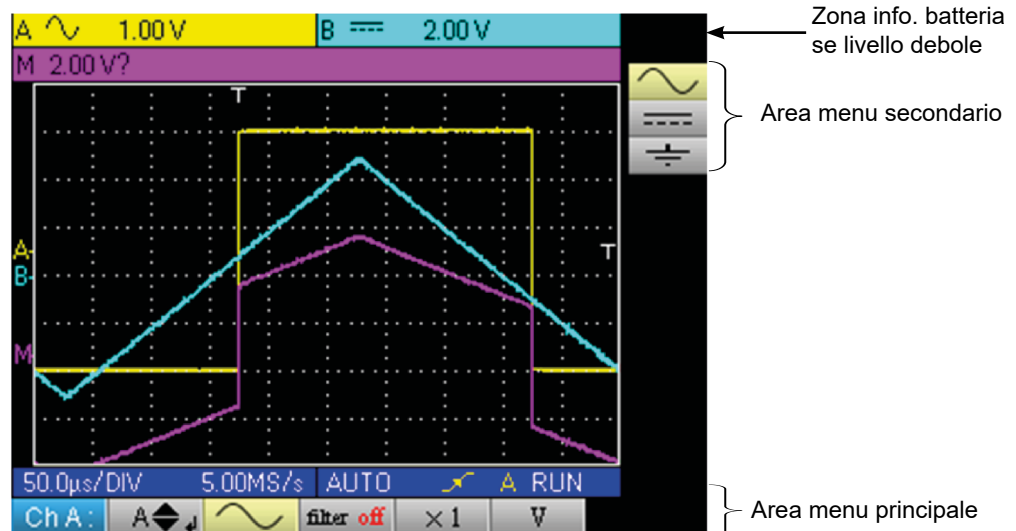 A 1.00 V B 2.00 V
Zona info. batteria
se livello debole
M 2.00 V?
T
Area menu secondario
A
T
B
M
50.0µs/DIV 5.00MS/s AUTO A RUN
Ch A: A filter off ×1 V
Area menu principale